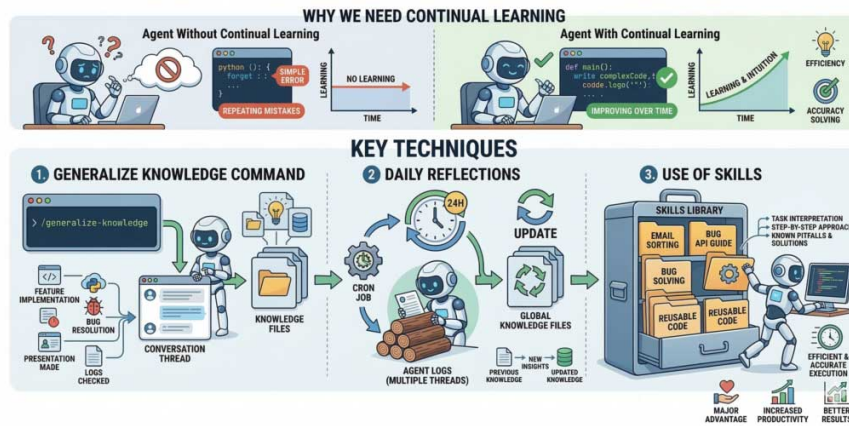 WHY WE NEED CONTINUAL LEARNING
Agent Without Continual Learning
? ? ? ?
python (): {
forget : :
...
}
SIMPLE
ERROR
REPEATING MISTAKES
LEARNING
NO LEARNING
TIME
Agent With Continual Learning
def main():
write complexCode,
codde.logo('"'):
...
IMPROVING OVER TIME
LEARNING
LEARNING & INTUITION
TIME
EFFICIENCY
ACCURACY
SOLVING
KEY TECHNIQUES
1. GENERALIZE KNOWLEDGE COMMAND
> /generalize-knowledge
</>
FEATURE
IMPLEMENTATION
BUG
RESOLUTION
PRESENTATION
MADE
LOGS
CHECKED
CONVERSATION
THREAD
KNOWLEDGE
FILES
2 DAILY REFLECTIONS
24H
CRON
JOB
UPDATE
AGENT LOGS
(MULTIPLE THREADS)
GLOBAL
KNOWLEDGE FILES
PREVIOUS
KNOWLEDGE
NEW
INSIGHTS
UPDATED
KNOWLEDGE
3. USE OF SKILLS
SKILLS LIBRARY
EMAIL
SORTING
BUG
API GUIDE
BUG
SOLVING
REUSABLE
CODE
REUSABLE
CODE
TASK INTERPRETATION
STEP-BY-STEP APPROACH
KNOWN PITFALLS &
SOLUTIONS
EFFICIENT &
ACCURATE
EXECUTION
MAJOR
ADVANTAGE
INCREASED
PRODUCTIVITY
BETTER
RESULTS